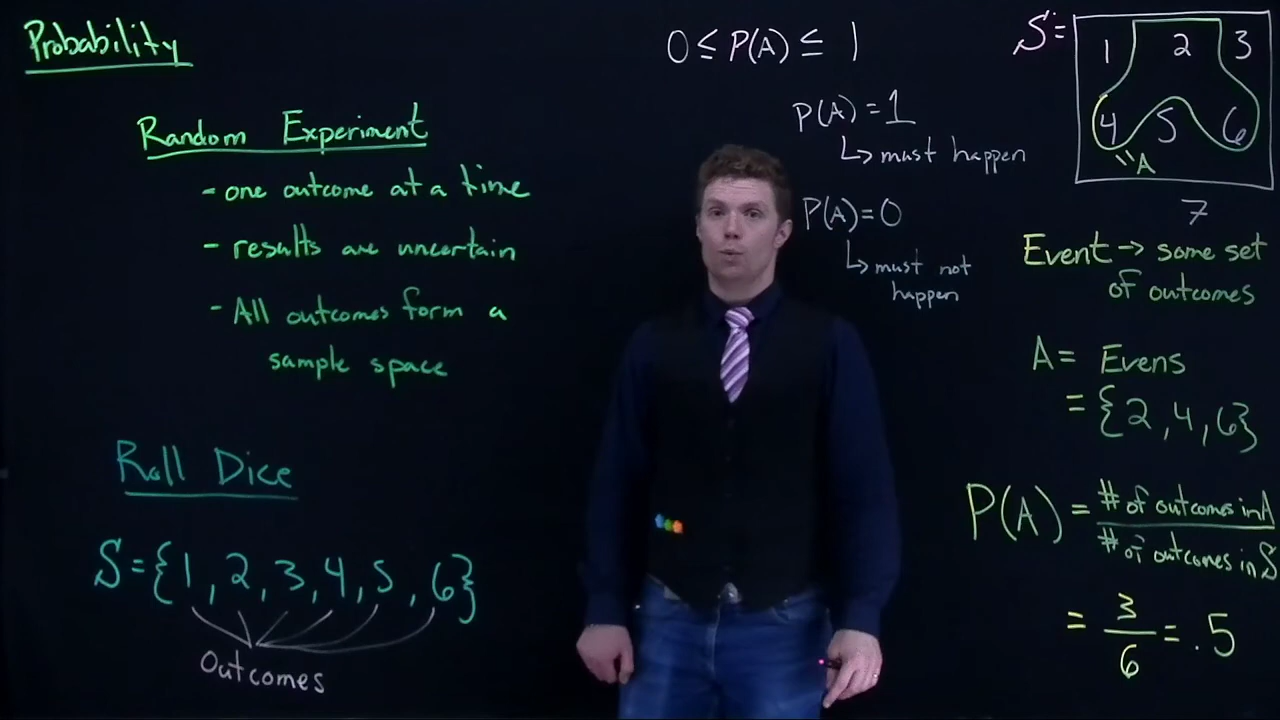 Probability
Random Experiment
- one outcome at a time
- results are uncertain
- All outcomes form a
sample space
Roll Dice
S={1,2,3,4,5,6}
Outcomes
0≤P(A)≤1
P(A)=1
↳ must happen
P(A)=0
↳ must not
happen
S=
1 2 3
4 5 6
"A
7
Event → some set
of outcomes
A= Evens
={2,4,6}
P(A) = # of outcomes in A
# of outcomes in S
= 3/6 = .5